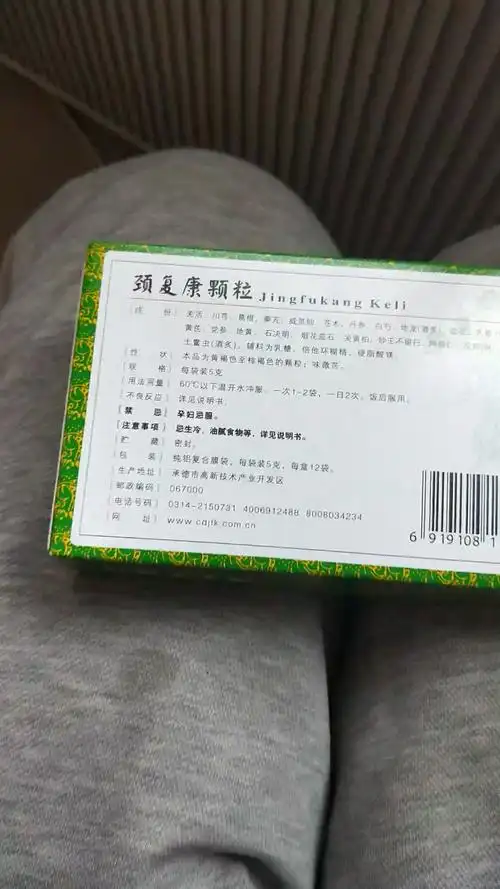 颈复康颗粒 Jingfukang Keli
[成 份] 羌活、川芎、葛根、秦艽、威灵仙、苍术、丹参、白芍、地龙(酒炙)、
黄芪、党参、地黄、石决明、煅花蕊石、关黄柏、炒王不留行、
土鳖虫(酒炙)。辅料为乳糖、倍他环糊精、硬脂酸镁。
[性 状] 本品为黄褐色至棕褐色的颗粒；味微苦。
[规 格] 每袋装5克
[用法用量] 60℃以下温开水冲服。一次1~2袋，一日2次，饭后服用。
[不良反应] 详见说明书。
[禁 忌] 孕妇忌服。
[注意事项] 忌生冷、油腻食物等，详见说明书。
[贮 藏] 密封。
[包 装] 纯铝复合膜袋，每袋装5克，每盒12袋。
[生产地址] 承德市高新技术产业开发区
[邮政编码] 067000
[电话号码] 0314-2150731 4006912488 8008034234
[网 址] www.cdjtk.com.cn
6 919108 1